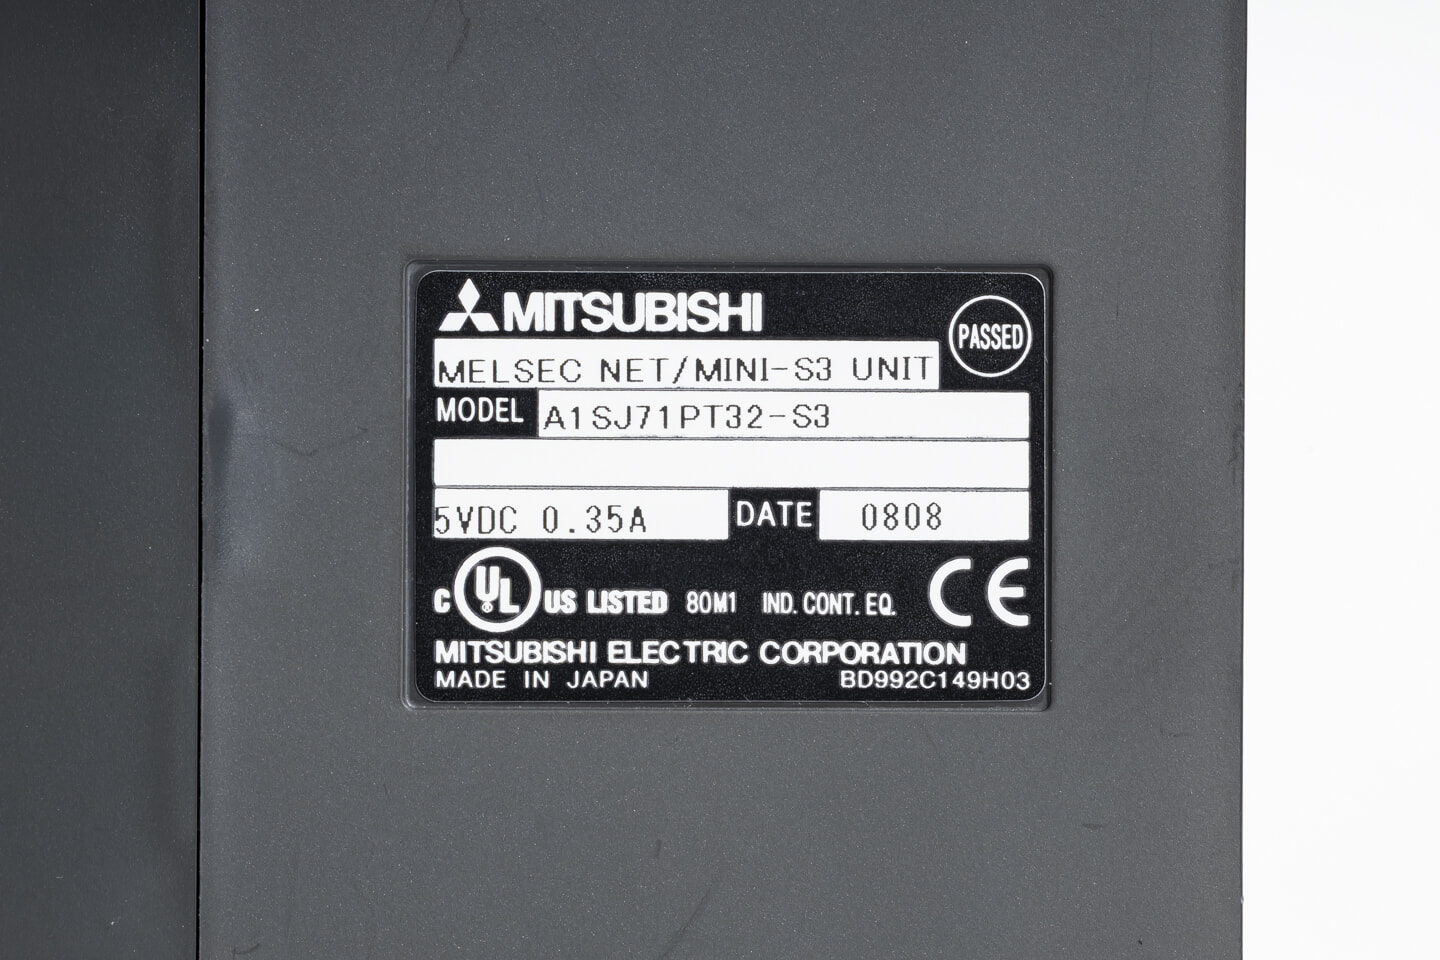 MITSUBISHI
PASSED
MELSEC NET/MINI-S3 UNIT
MODEL A1SJ71PT32-S3
5VDC 0.35A DATE 0808
C UL® US LISTED 80M1 IND. CONT. EQ. CE
MITSUBISHI ELECTRIC CORPORATION
MADE IN JAPAN BD992C149H03